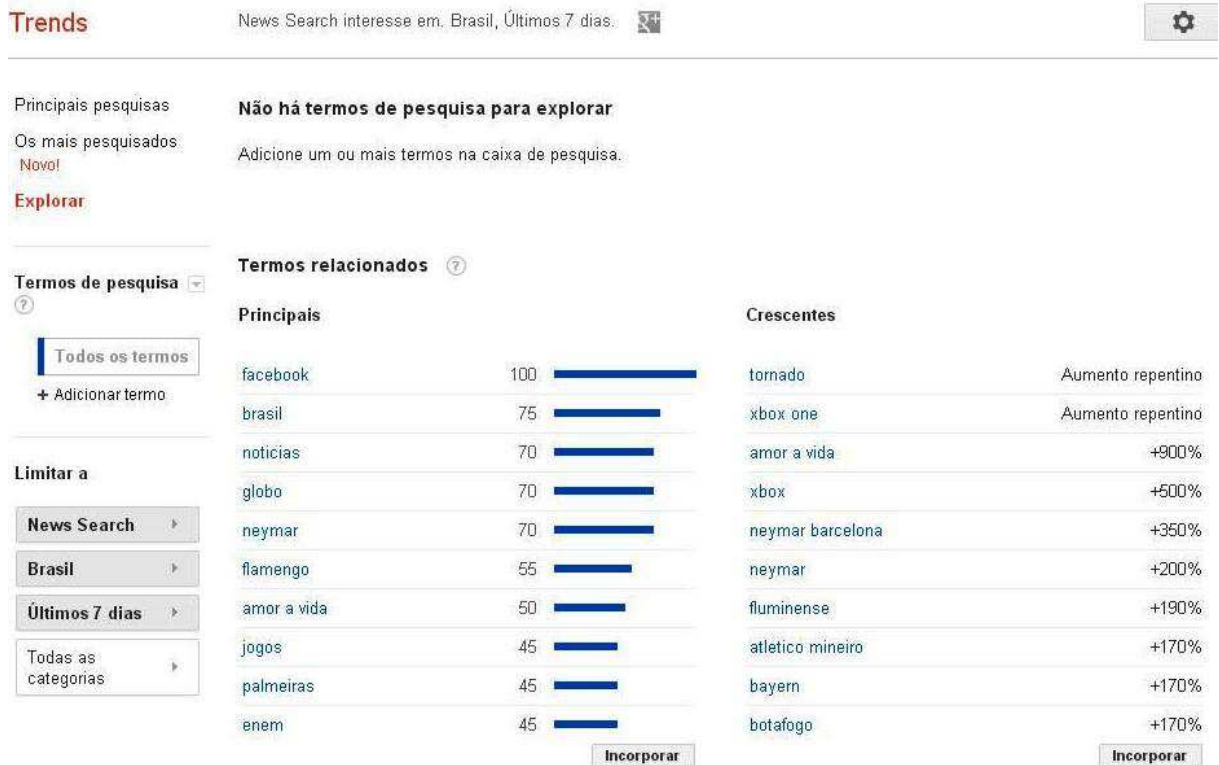 Trends
News Search interesse em. Brasil, Últimos 7 dias.
Principais pesquisas
Os mais pesquisados
Novo!
Explorar
Termos de pesquisa
?
Todos os termos
+ Adicionar termo
Limitar a
News Search
Brasil
Últimos 7 dias
Todas as
categorias
Não há termos de pesquisa para explorar
Adicione um ou mais termos na caixa de pesquisa.
Termos relacionados ?
Principais
facebook 100
brasil 75
noticias 70
globo 70
neymar 70
flamengo 55
amor a vida 50
jogos 45
palmeiras 45
enem 45
Incorporar
Crescentes
tornado Aumento repentino
xbox one Aumento repentino
amor a vida +900%
xbox +500%
neymar barcelona +350%
neymar +200%
fluminense +190%
atletico mineiro +170%
bayern +170%
botafogo +170%
Incorporar